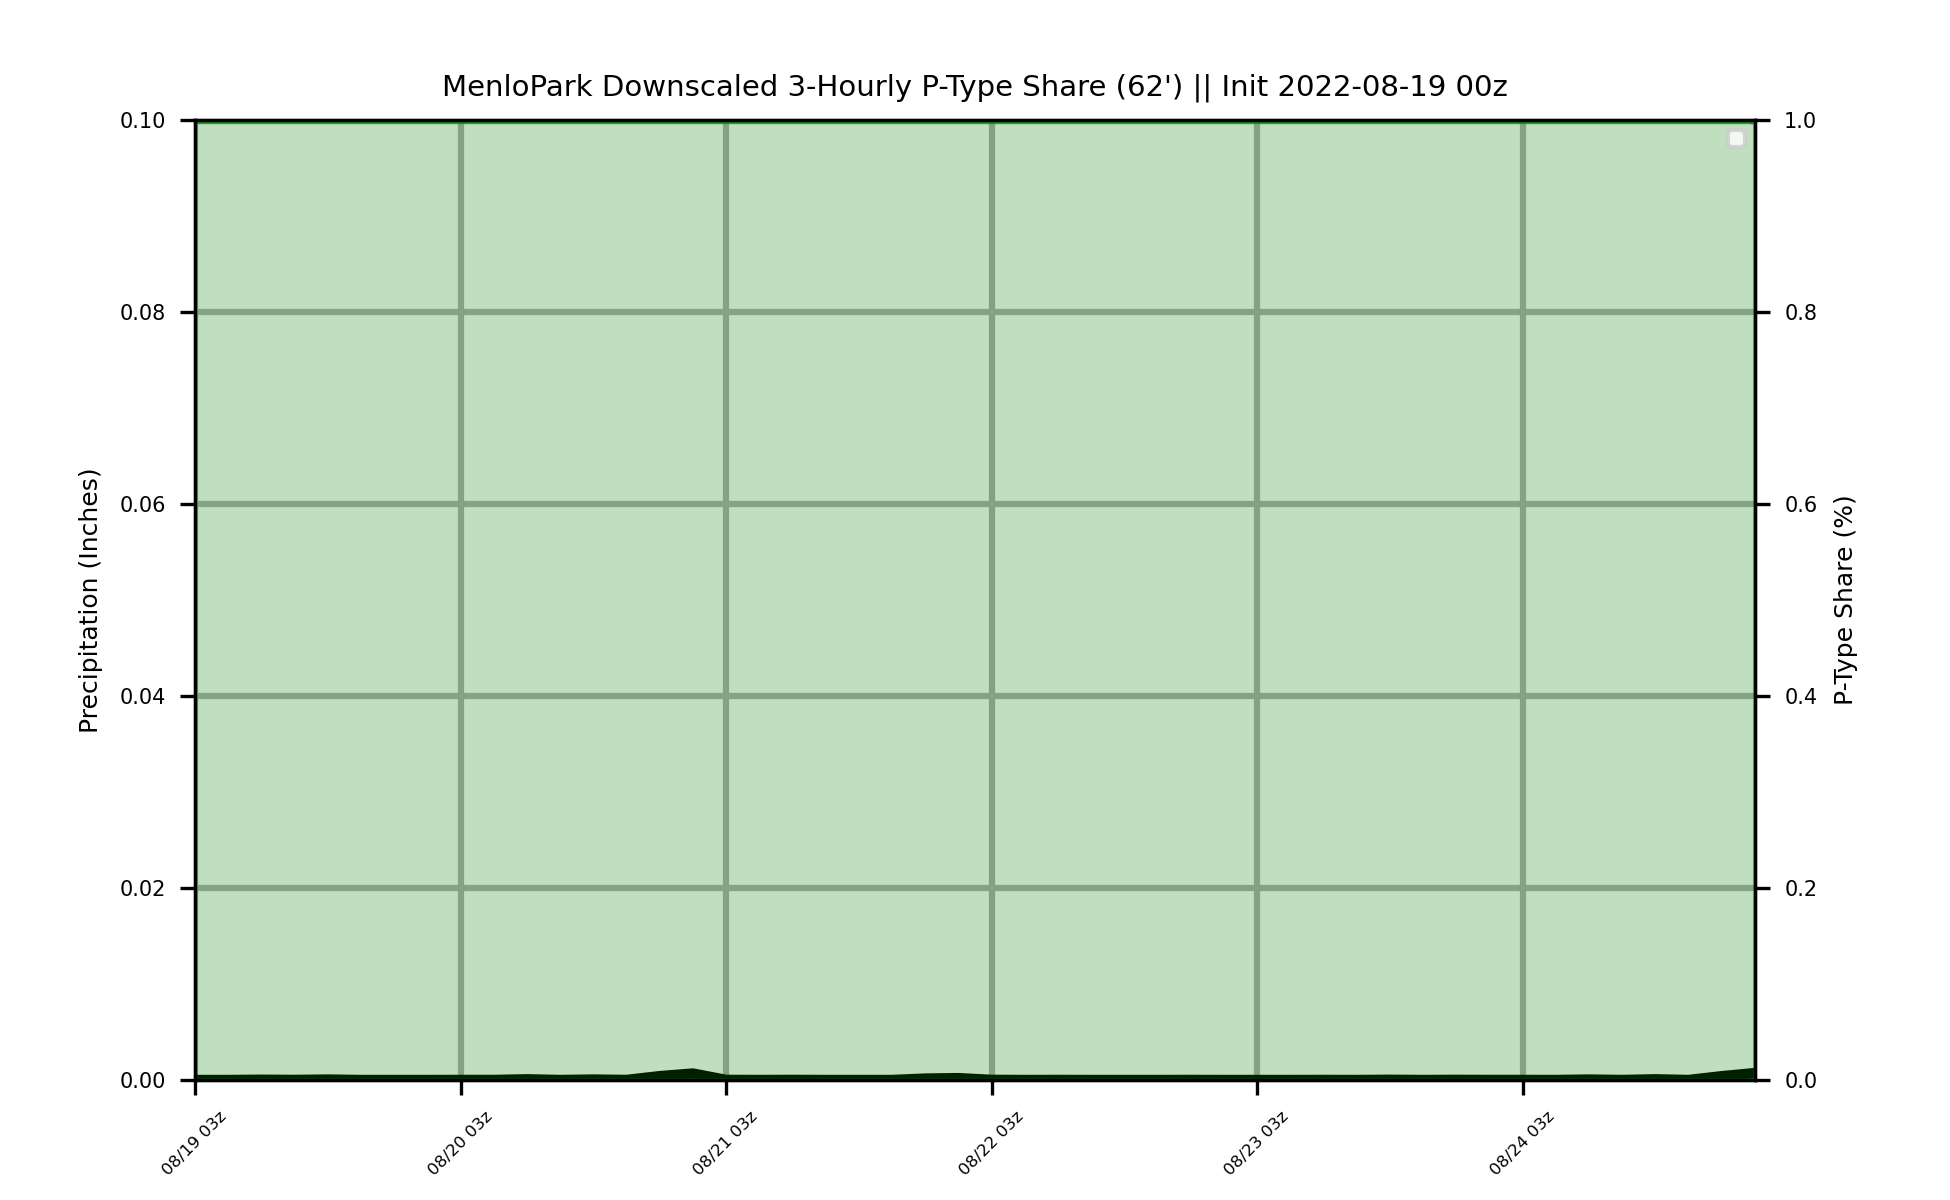 MenloPark Downscaled 3-Hourly P-Type Share (62') || Init 2022-08-19 00z
0.10
0.08
0.06
0.04
0.02
0.00
Precipitation (Inches)
1.0
0.8
0.6
0.4
0.2
0.0
P-Type Share (%)
08/19 03z
08/20 03z
08/21 03z
08/22 03z
08/23 03z
08/24 03z